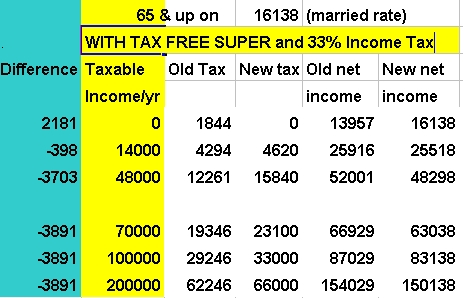 65 & up on 16138 (married rate)
WITH TAX FREE SUPER and 33% Income Tax
Difference Taxable Old Tax New tax Old net New net
Income/yr income income
2181 0 1844 0 13957 16138
-398 14000 4294 4620 25916 25518
-3703 48000 12261 15840 52001 48298
-3891 70000 19346 23100 66929 63038
-3891 100000 29246 33000 87029 83138
-3891 200000 62246 66000 154029 150138